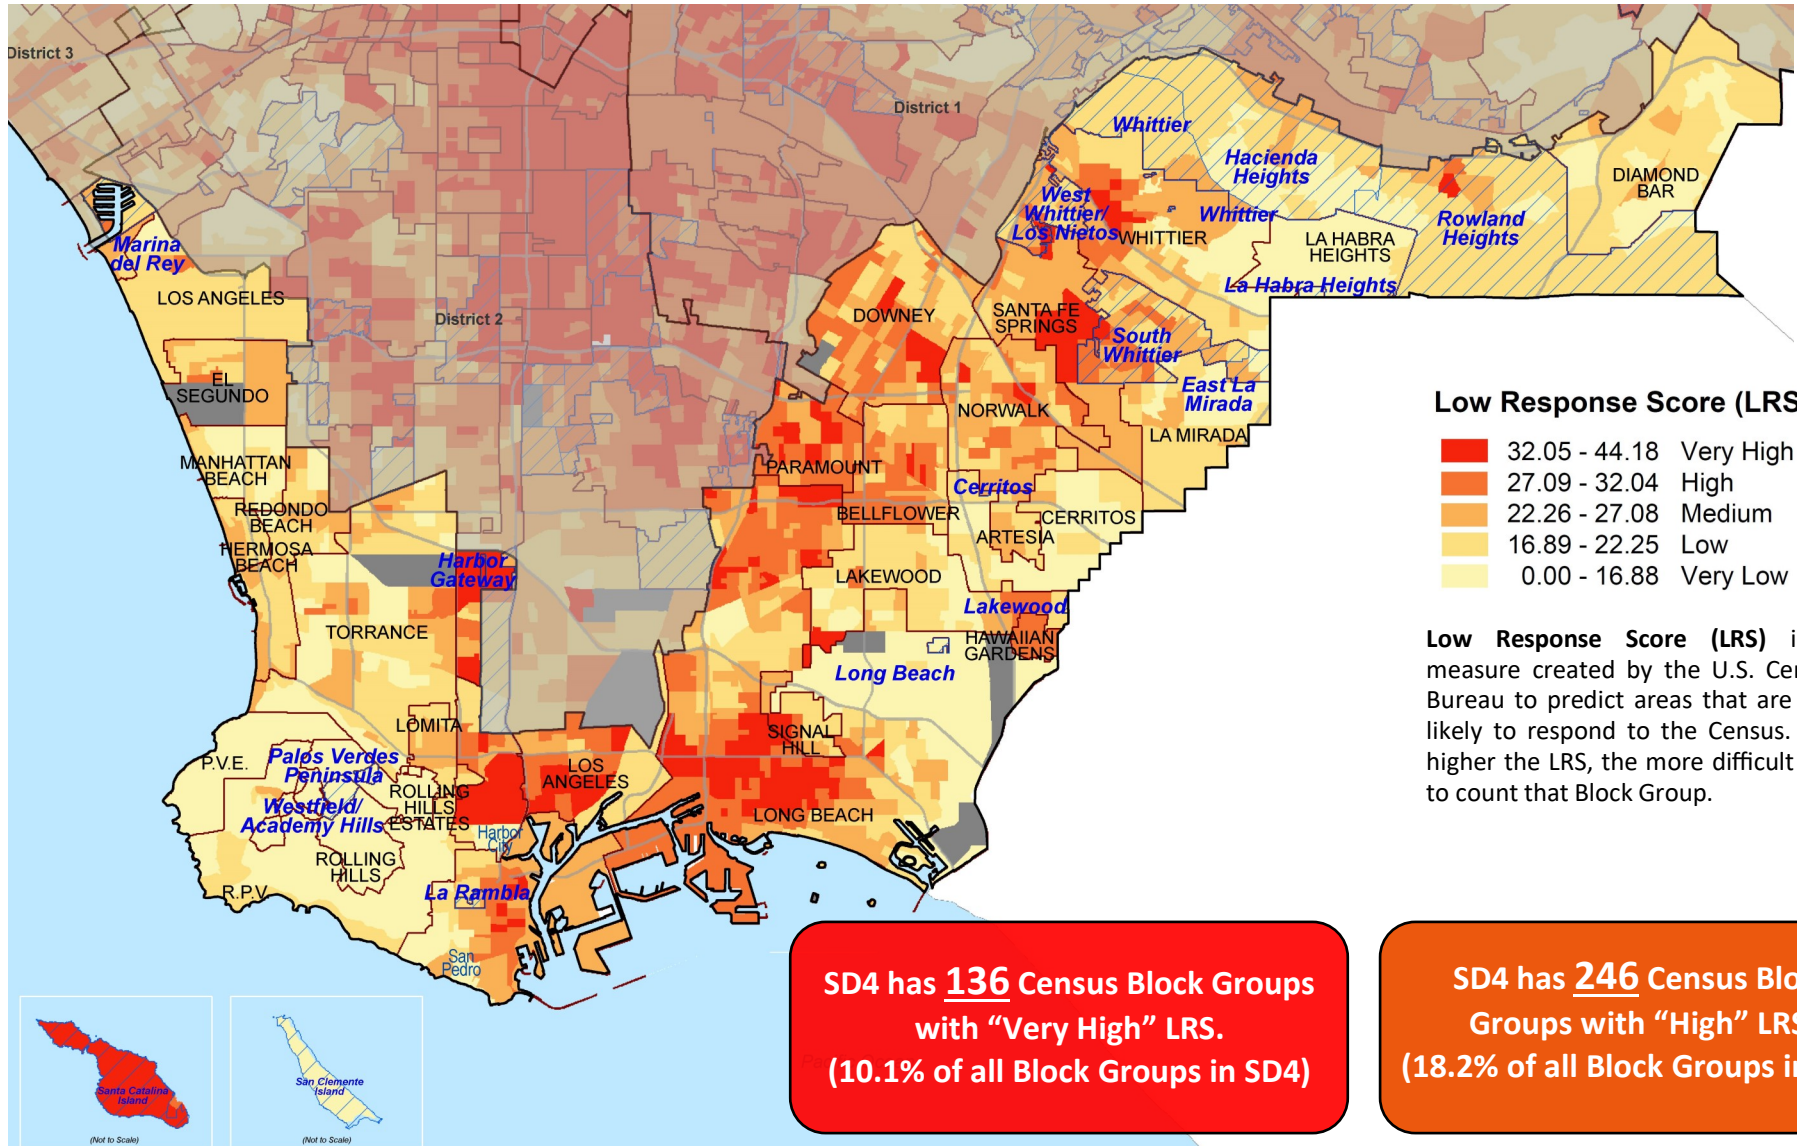 District 3
District 1
Whittier
Hacienda
Heights
DIAMOND
BAR
West
Whittier/
Los Nietos
Whittier
WHITTIER
Rowland
Heights
LA HABRA
HEIGHTS
La Habra Heights
Marina
del Rey
LOS ANGELES
District 2
DOWNEY
SANTA FE
SPRINGS
South
Whittier
EL
SEGUNDO
East La
Mirada
NORWALK
LA MIRADA
MANHATTAN
BEACH
PARAMOUNT
Cerritos
REDONDO
BEACH
BELLFLOWER
CERRITOS
ARTESIA
HERMOSA
BEACH
Harbor
Gateway
LAKEWOOD
Lakewood
TORRANCE
HAWAIIAN
GARDENS
Long Beach
LOMITA
SIGNAL
HILL
P.V.E.
Palos Verdes
Peninsula
LOS
ANGELES
ROLLING
HILLS
ESTATES
Westfield/
Academy Hills
LONG BEACH
Harbor
City
ROLLING
HILLS
R.P.V.
La Rambla
San
Pedro
Low Response Score (LRS
32.05 - 44.18 Very High
27.09 - 32.04 High
22.26 - 27.08 Medium
16.89 - 22.25 Low
0.00 - 16.88 Very Low
Low Response Score (LRS) i
measure created by the U.S. Cen
Bureau to predict areas that are
likely to respond to the Census.
higher the LRS, the more difficult
to count that Block Group.
SD4 has 136 Census Block Groups
with “Very High” LRS.
(10.1% of all Block Groups in SD4)
SD4 has 246 Census Blo
Groups with “High” LRS
(18.2% of all Block Groups i
Santa Catalina
Island
(Not to Scale)
San Clemente
Island
(Not to Scale)